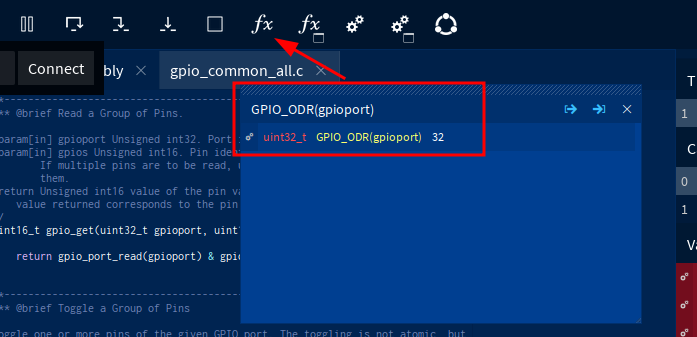 fx fx
Connect
bly × gpio_common_all.c ×
** @brief Read a Group of Pins.
param[in] gpioport Unsigned int32. Port
param[in] gpios Unsigned int16. Pin
If multiple pins are to be read, 
them.
return Unsigned int16 value of the pin
value returned corresponds to the pin
int16_t gpio_get(uint32_t gpioport,
return gpio_port_read(gpioport) &
** @brief Toggle a Group of Pins
oggle one or more pins of the given GPIO port. The toggling is not atomic, but
GPIO_ODR(gpioport) ×
uint32_t GPIO_ODR(gpioport) 32
T
1
C
0
1
Va